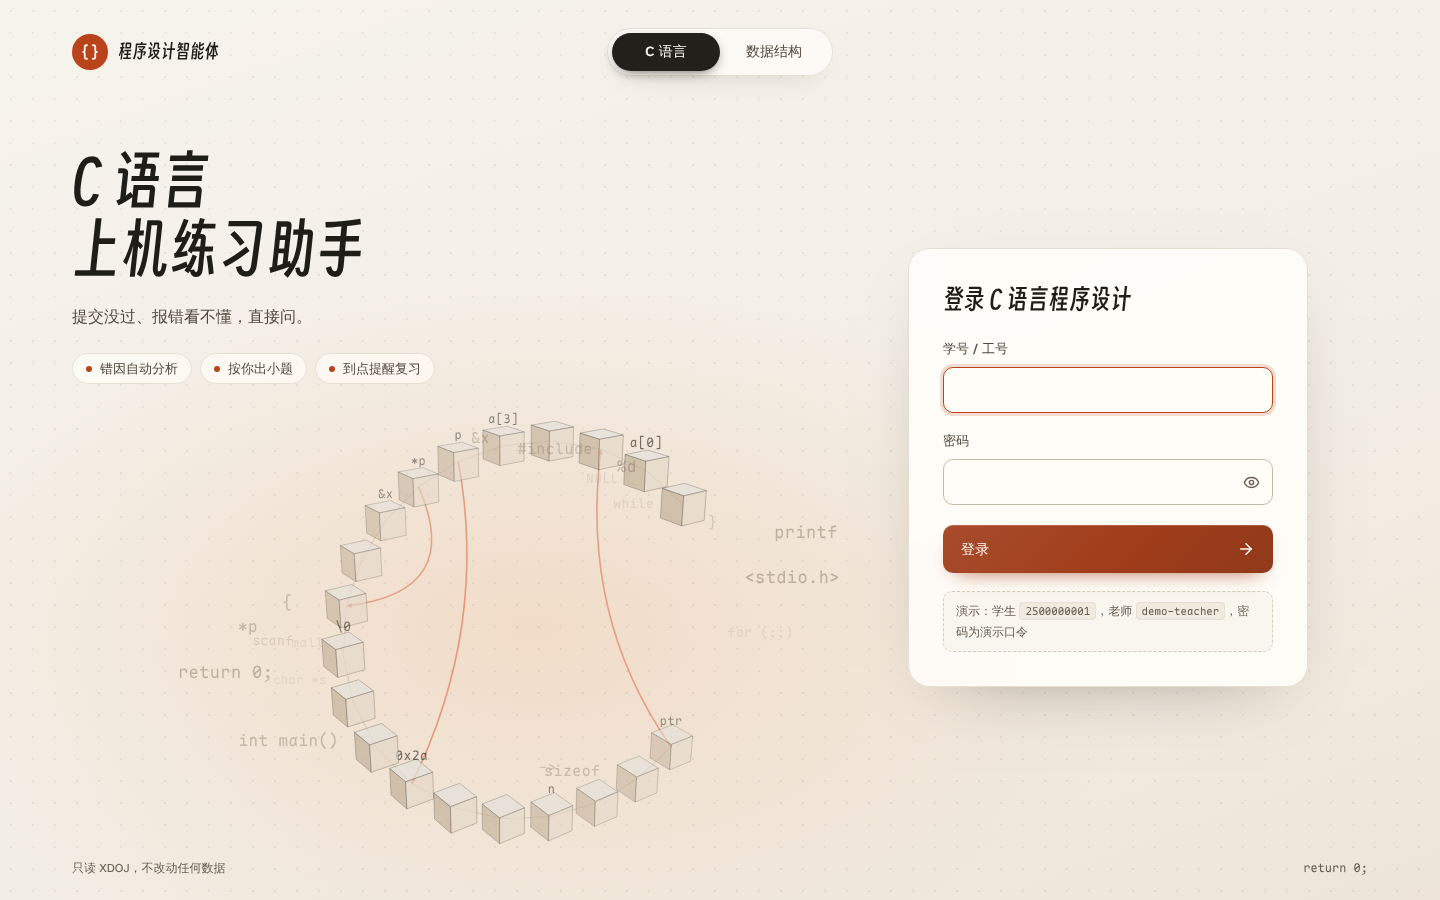 {} 程序设计智能体
C 语言
数据结构
C 语言
上机练习助手
提交没过、报错看不懂，直接问。
错因自动分析
按你出小题
到点提醒复习
登录 C 语言程序设计
学号 / 工号
密码
登录
演示：学生 2500000001，老师 demo-teacher，密
码为演示口令
a[3]
p
&x
#include
a[0]
*p
%d
NULL
&x
while
}
printf
<stdio.h>
{
*p
\0
scanf
for (;;)
return 0;
char *s
ptr
int main()
0x2a
sizeof
n
只读 XDOJ，不改动任何数据
return 0;